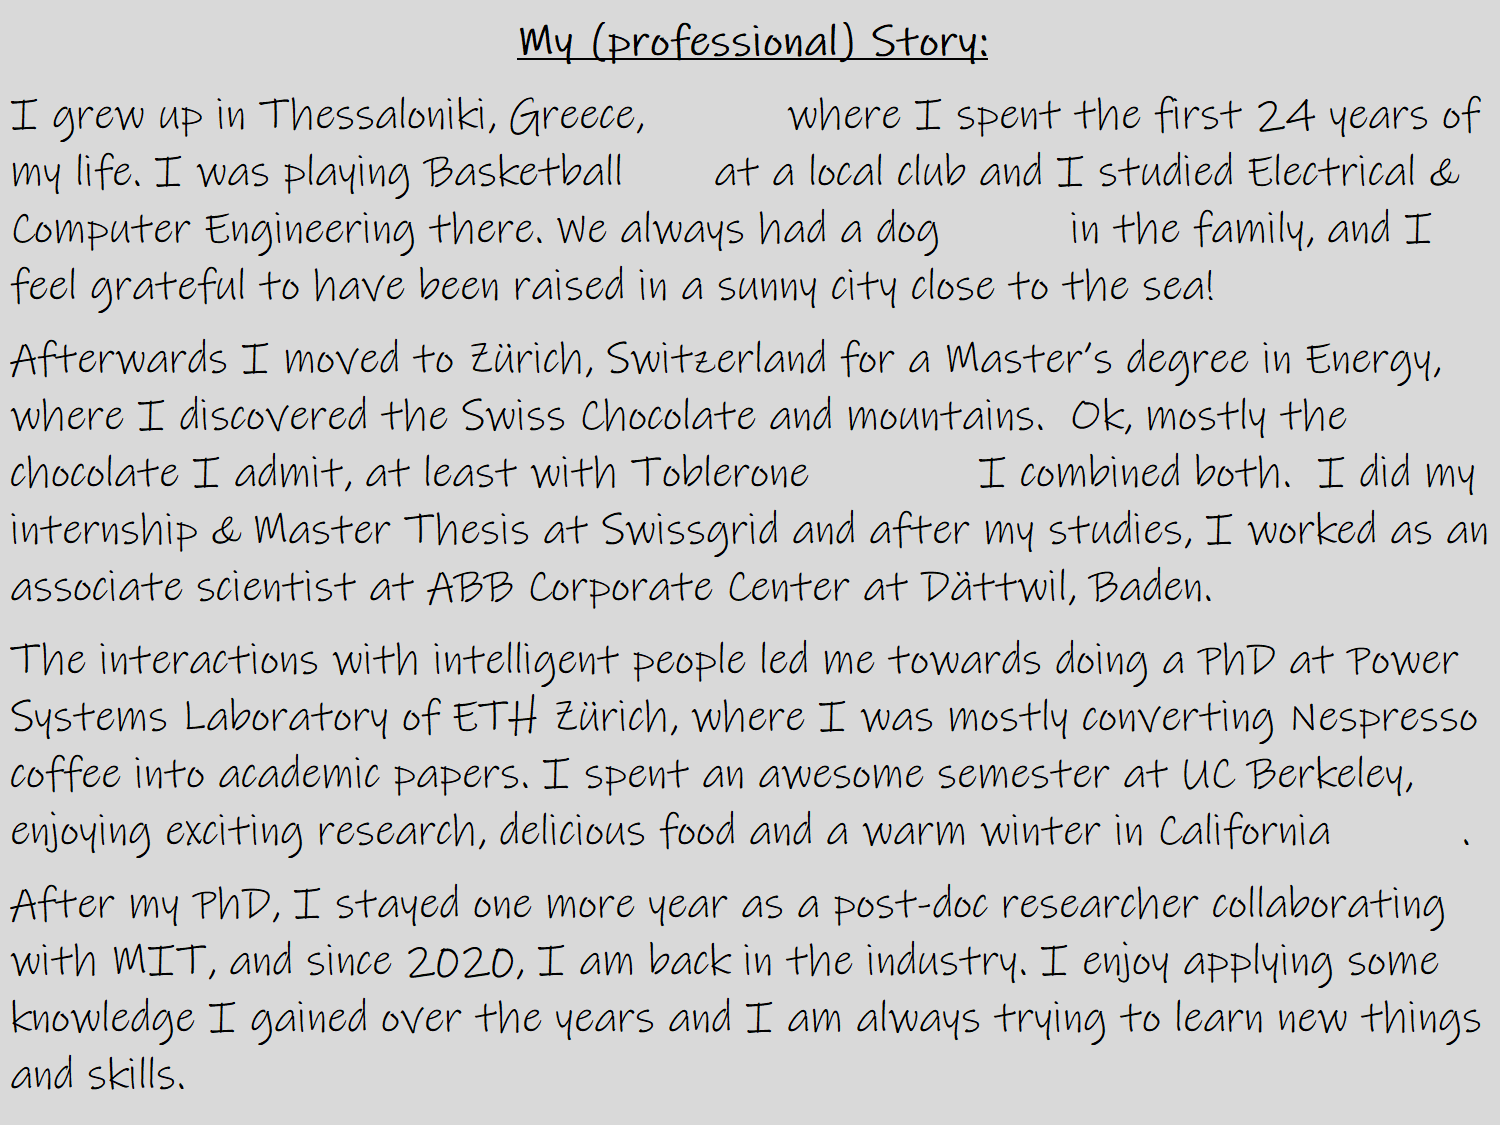 My (professional) Story:
I grew up in Thessaloniki, Greece, where I spent the first 24 years of
my life. I was playing Basketball at a local club and I studied Electrical &
Computer Engineering there. We always had a dog in the family, and I
feel grateful to have been raised in a sunny city close to the sea!
Afterwards I moved to Zürich, Switzerland for a Master's degree in Energy,
where I discovered the Swiss Chocolate and mountains. Ok, mostly the
chocolate I admit, at least with Toblerone I combined both. I did my
internship & Master Thesis at Swissgrid and after my studies, I worked as an
associate scientist at ABB Corporate Center at Dättwil, Baden.
The interactions with intelligent people led me towards doing a PhD at Power
Systems Laboratory of ETH Zürich, where I was mostly converting Nespresso
coffee into academic papers. I spent an awesome semester at UC Berkeley,
enjoying exciting research, delicious food and a warm winter in California .
After my PhD, I stayed one more year as a post-doc researcher collaborating
with MIT, and since 2020, I am back in the industry. I enjoy applying some
knowledge I gained over the years and I am always trying to learn new things
and skills.